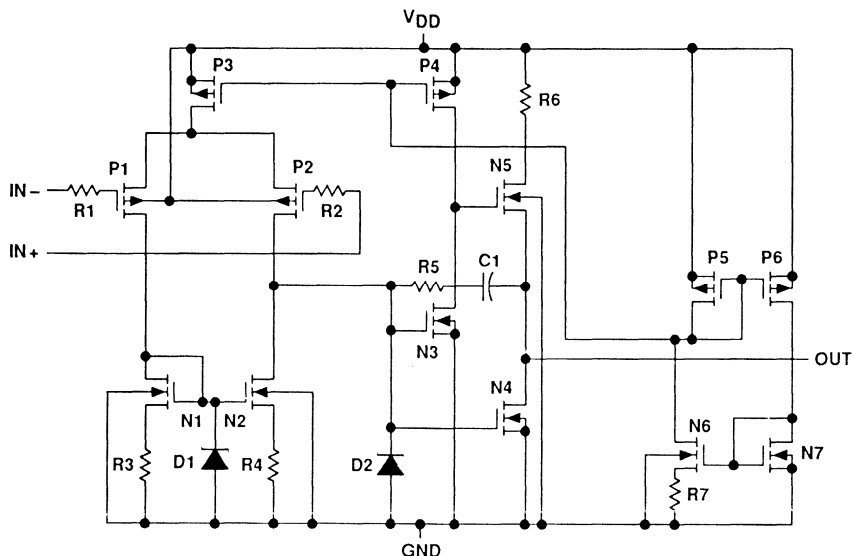 VDD
P3
P4
R6
P1
P2
N5
IN−
R1
R2
IN+
R5
C1
P5
P6
N3
OUT
N4
N1
N2
N6
N7
R3
D1
R4
D2
R7
GND